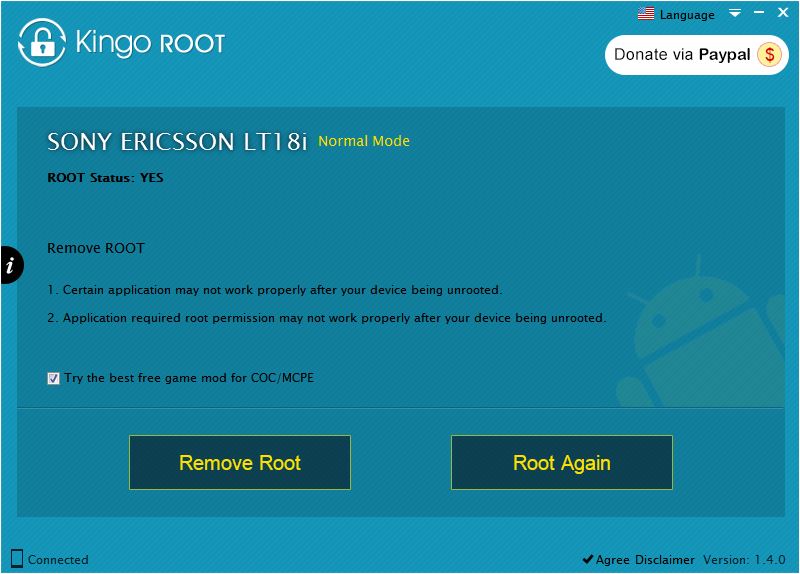 Language
Kingo ROOT
Donate via Paypal $
SONY ERICSSON LT18i Normal Mode
ROOT Status: YES
Remove ROOT
i
1. Certain application may not work properly after your device being unrooted.
2. Application required root permission may not work properly after your device being unrooted.
Try the best free game mod for COC/MCPE
Remove Root
Root Again
Connected
Agree Disclaimer Version: 1.4.0